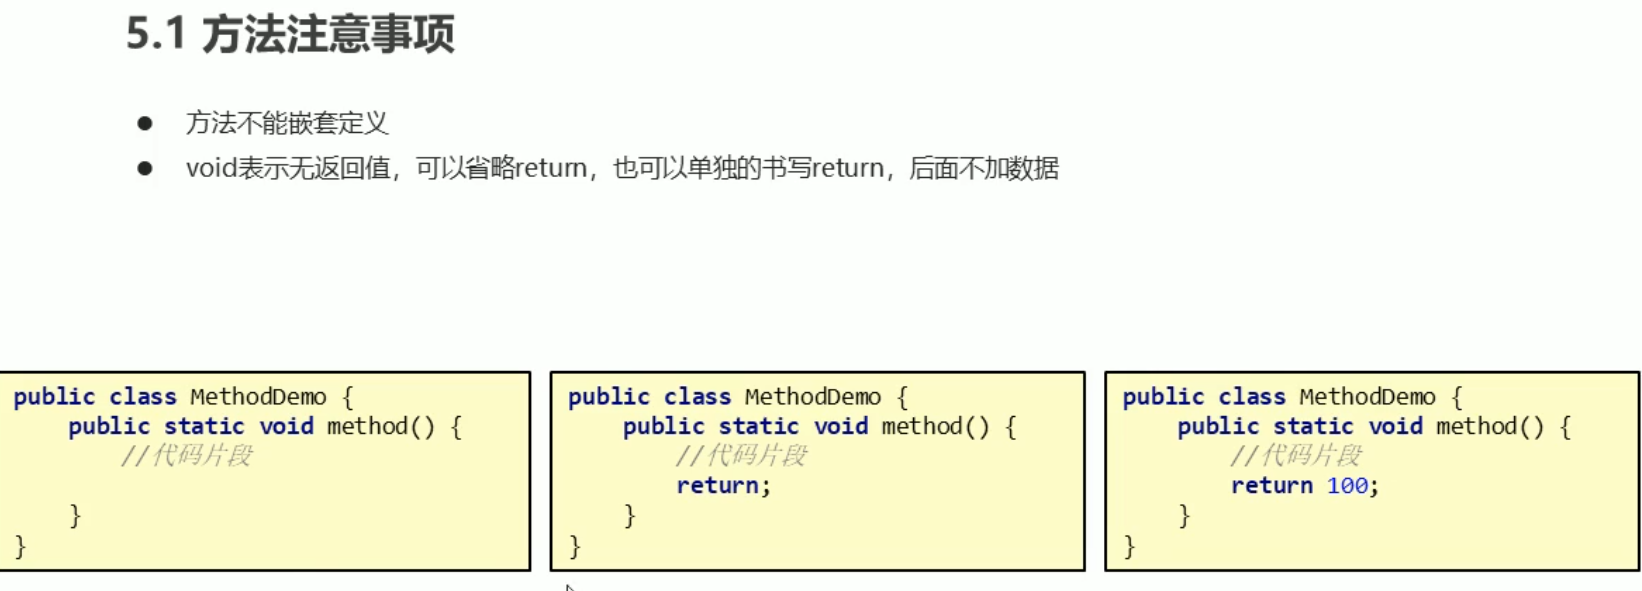 5.1 方法注意事项
● 方法不能嵌套定义
● void表示无返回值，可以省略return，也可以单独的书写return，后面不加数据
public class MethodDemo {
    public static void method() {
        //代码片段

    }
}
public class MethodDemo {
    public static void method() {
        //代码片段
        return;
    }
}
public class MethodDemo {
    public static void method() {
        //代码片段
        return 100;
    }
}